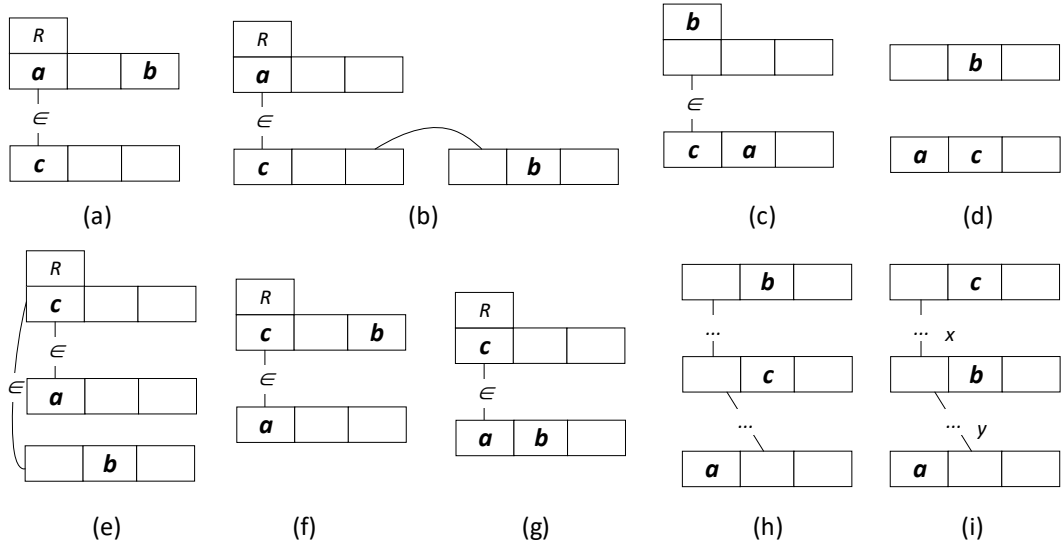 R
a b
∈
c
(a)
R
a
∈
c b
(b)
b
∈
c a
(c)
b
a c
(d)
R
c
∈
∈
a
b
(e)
R
c b
∈
a
(f)
R
c
∈
a b
(g)
b
...
c
...
a
(h)
c
... x
b
... y
a
(i)